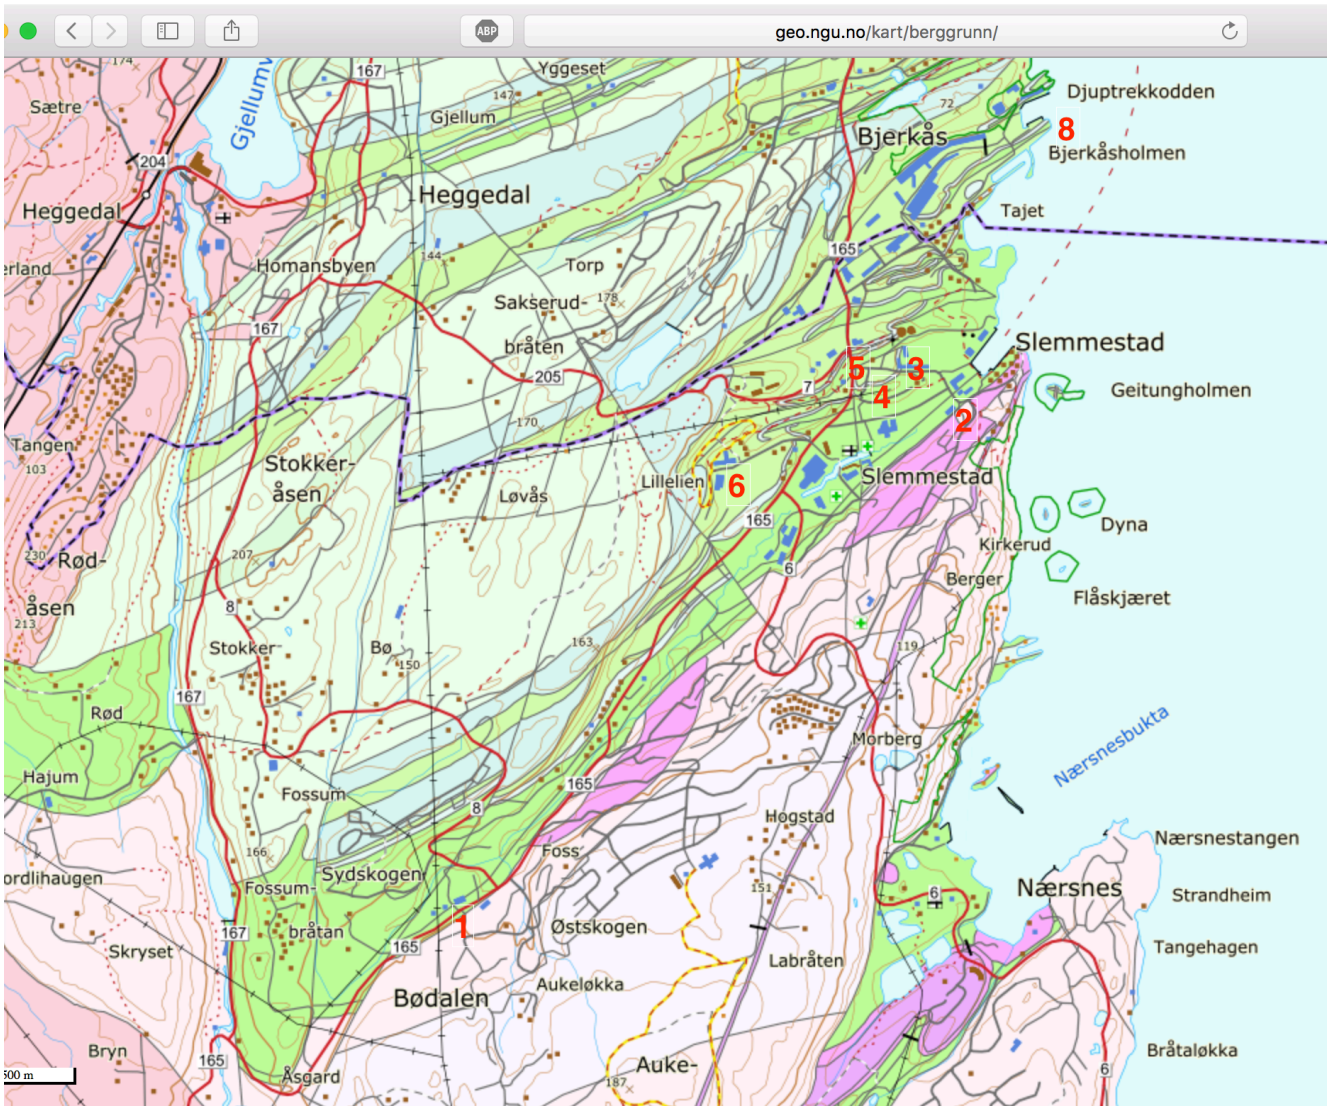 ABP
geo.ngu.no/kart/berggrunn/
174
167
Yggeset
Djuptrekkodden
Sætre
147
72
Gjellum
8
Bjerkås
Bjerkåsholmen
204
Heggedal
Heggedal
Tajet
165
144
Homansbyen
Torp
Sakserud-
178
bråten
167
Slemmestad
205
5
3
7
4
Geitungholmen
2
170
Tangen
103
Stokker-
åsen
Slemmestad
Lillelien
6
Løvås
165
Dyna
Kirkerud
207
230
Rød-
6
Berger
Flåskjæret
åsen
8
213
Stokker
163
119
Bø
150
167
Rød
Nærsnesbukta
Morberg
Hajum
165
Fossum
8
Hogstad
Nærsnestangen
Foss
166
Sydskogen
Fossum-
151
6
Nærsnes
Strandheim
bråtan
1
Østskogen
167
165
Skryset
Labråten
Tangehagen
Aukeløkka
Bødalen
Bryn
165
Bråtaløkka
Auke-
6
500 m
Åsgard
187